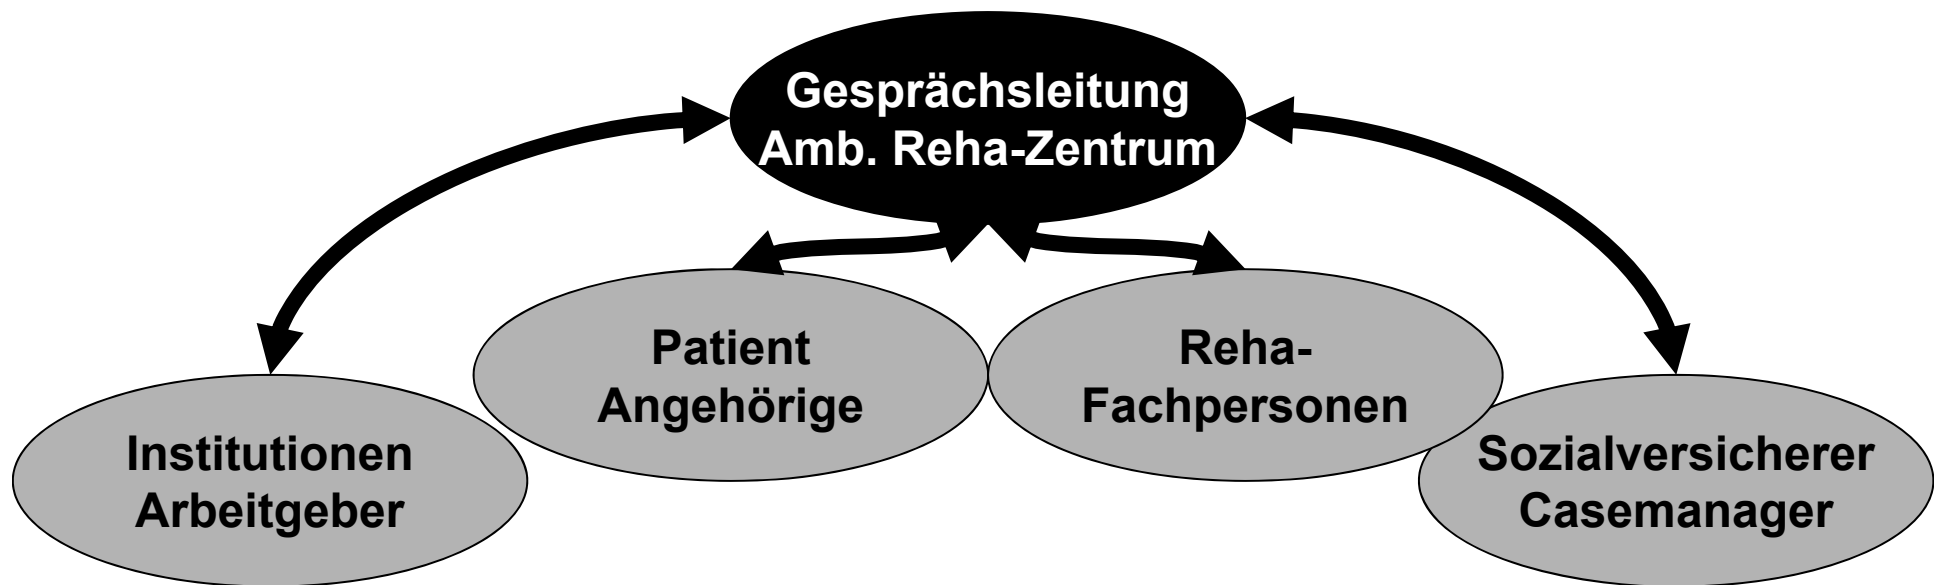 Gesprächsleitung
Amb. Reha-Zentrum
Patient
Angehörige
Reha-
Fachpersonen
Institutionen
Arbeitgeber
Sozialversicherer
Casemanager